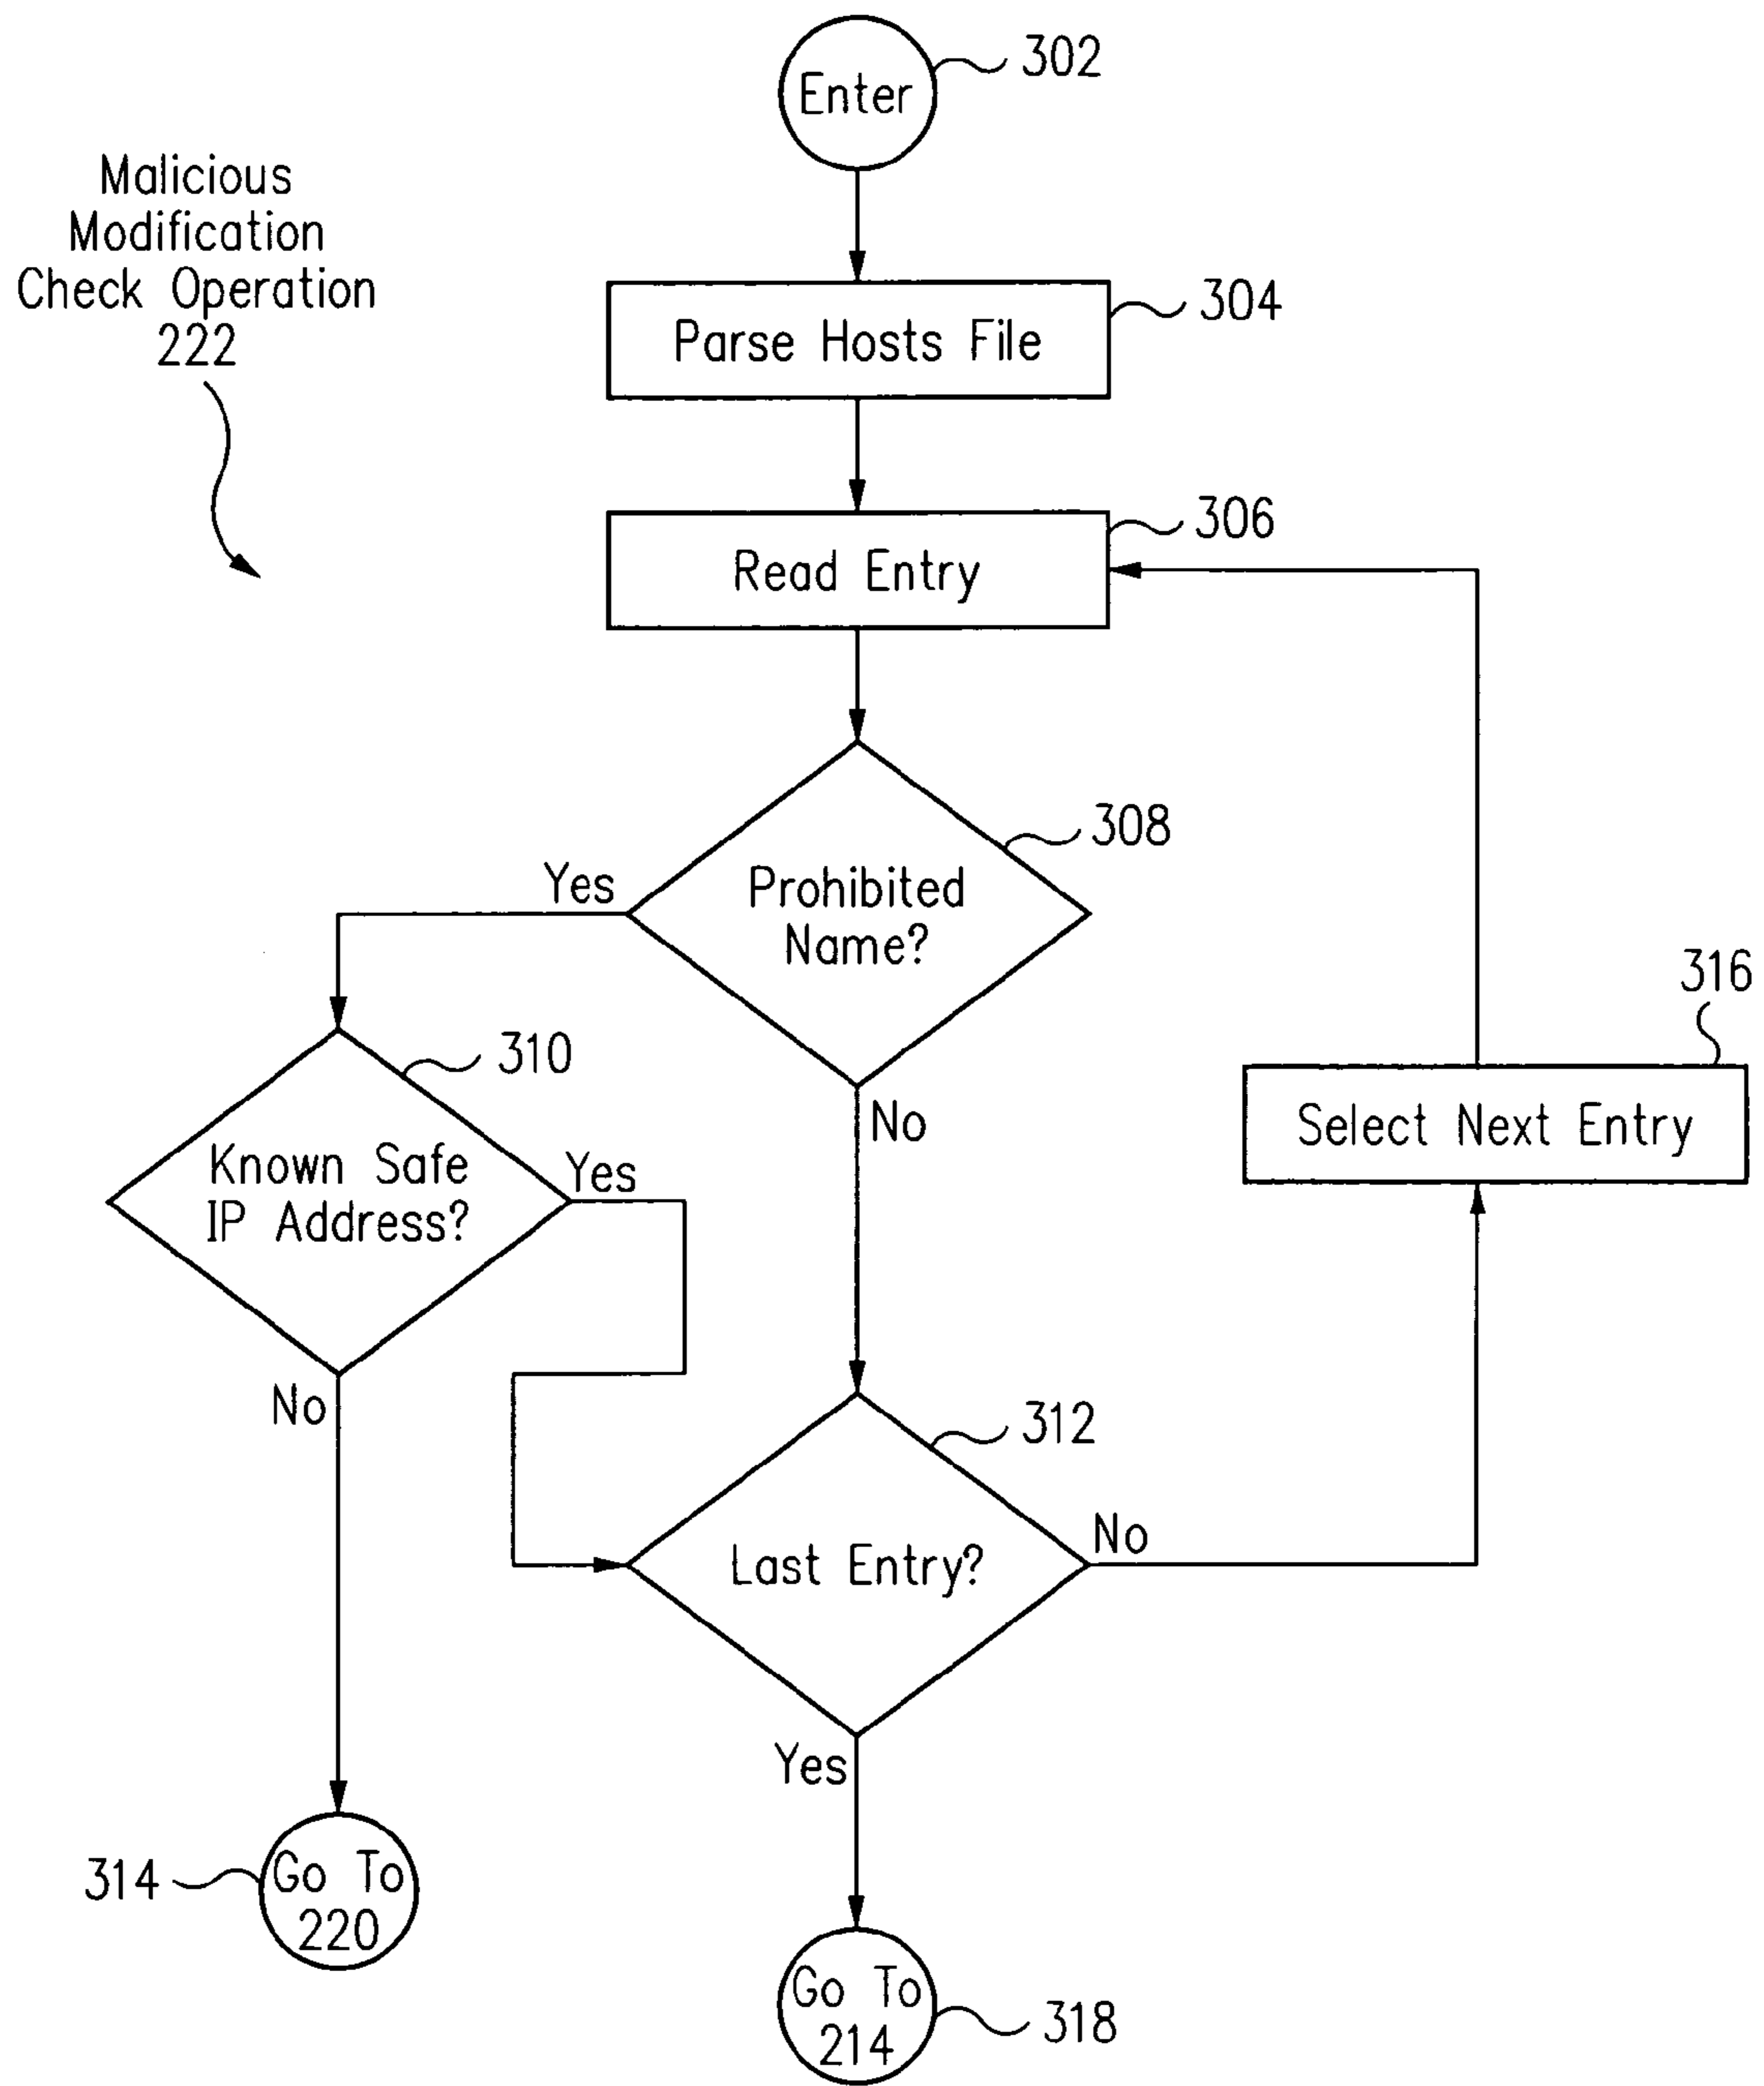 Enter
302
Malicious
Modification
Check Operation
222
Parse Hosts File
304
Read Entry
306
Prohibited
Name?
308
Yes
No
Known Safe
IP Address?
310
Yes
No
Select Next Entry
316
Last Entry?
312
No
Yes
Go To
220
314
Go To
214
318